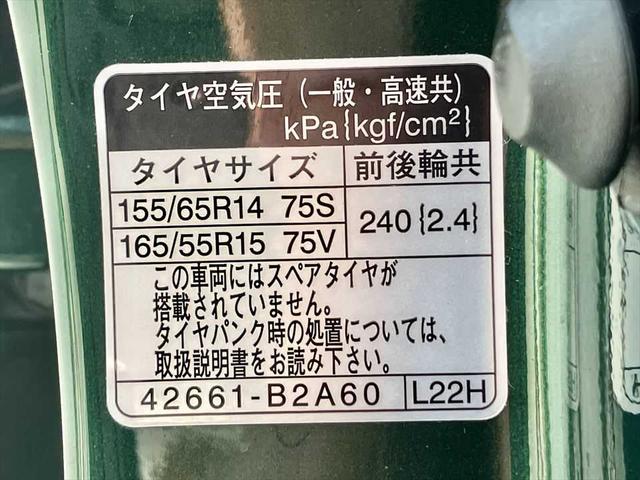 タイヤ空気圧（一般・高速共）
kPa{kgf/cm²}
タイヤサイズ 前後輪共
155/65R14 75S
165/55R15 75V
240{2.4}
この車両にはスペアタイヤが
搭載されていません。
タイヤパンク時の処置については、
取扱説明書をお読み下さい。
42661-B2A60 L22H